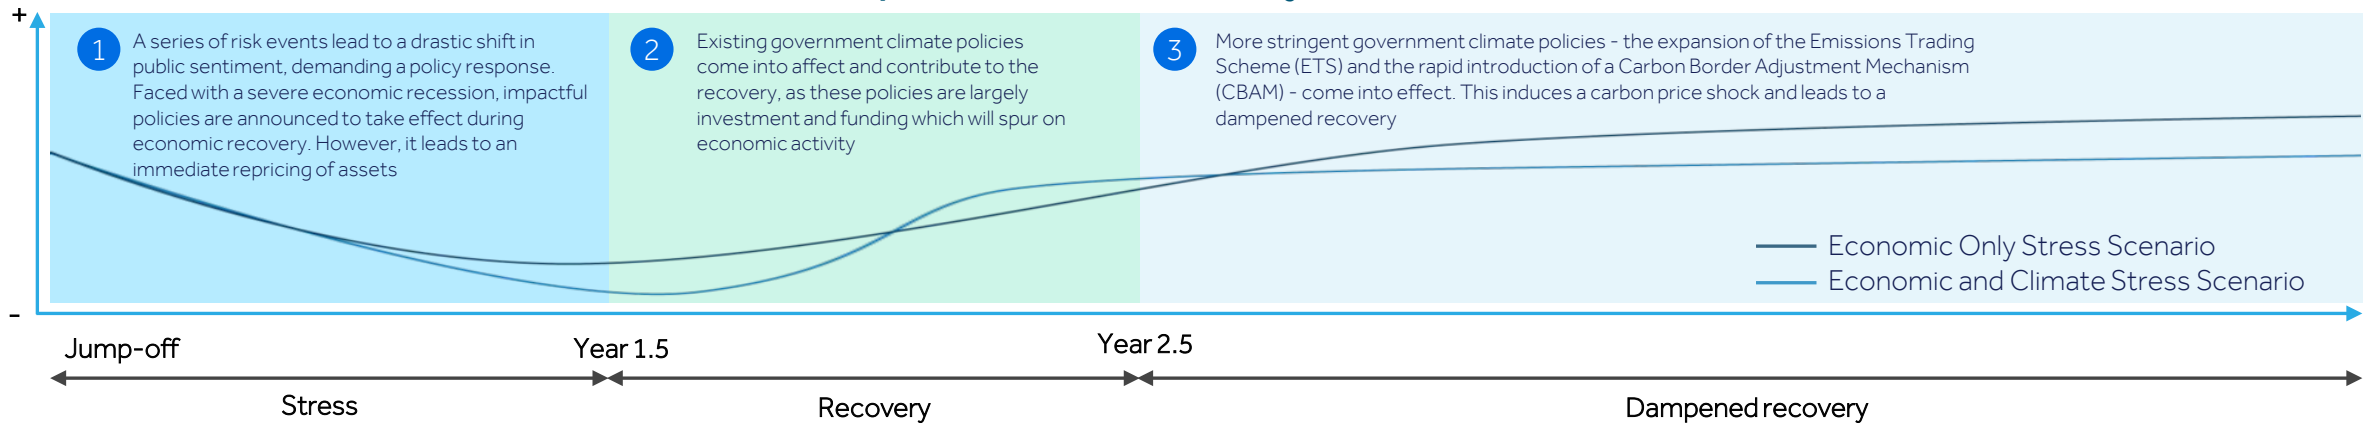 +
1
A series of risk events lead to a drastic shift in
public sentiment, demanding a policy response.
Faced with a severe economic recession, impactful
policies are announced to take effect during
economic recovery. However, it leads to an
immediate repricing of assets
2
Existing government climate policies
come into affect and contribute to the
recovery, as these policies are largely
investment and funding which will spur on
economic activity
3
More stringent government climate policies - the expansion of the Emissions Trading
Scheme (ETS) and the rapid introduction of a Carbon Border Adjustment Mechanism
(CBAM) - come into effect. This induces a carbon price shock and leads to a
dampened recovery
Economic Only Stress Scenario
Economic and Climate Stress Scenario
-
Jump-off
Year 1.5
Year 2.5
Stress
Recovery
Dampened recovery